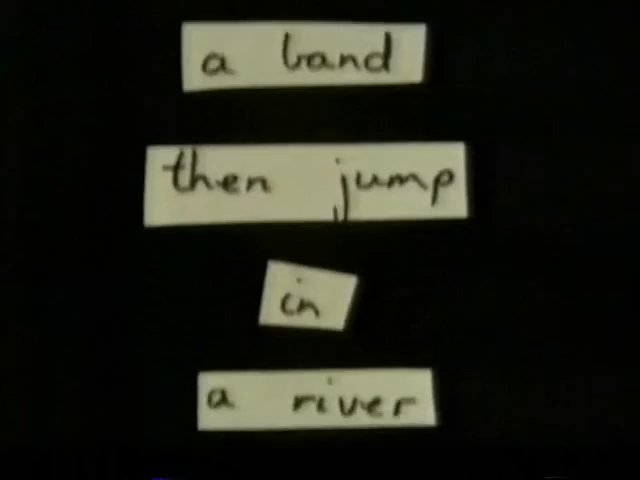 a band
then jump
in
a river